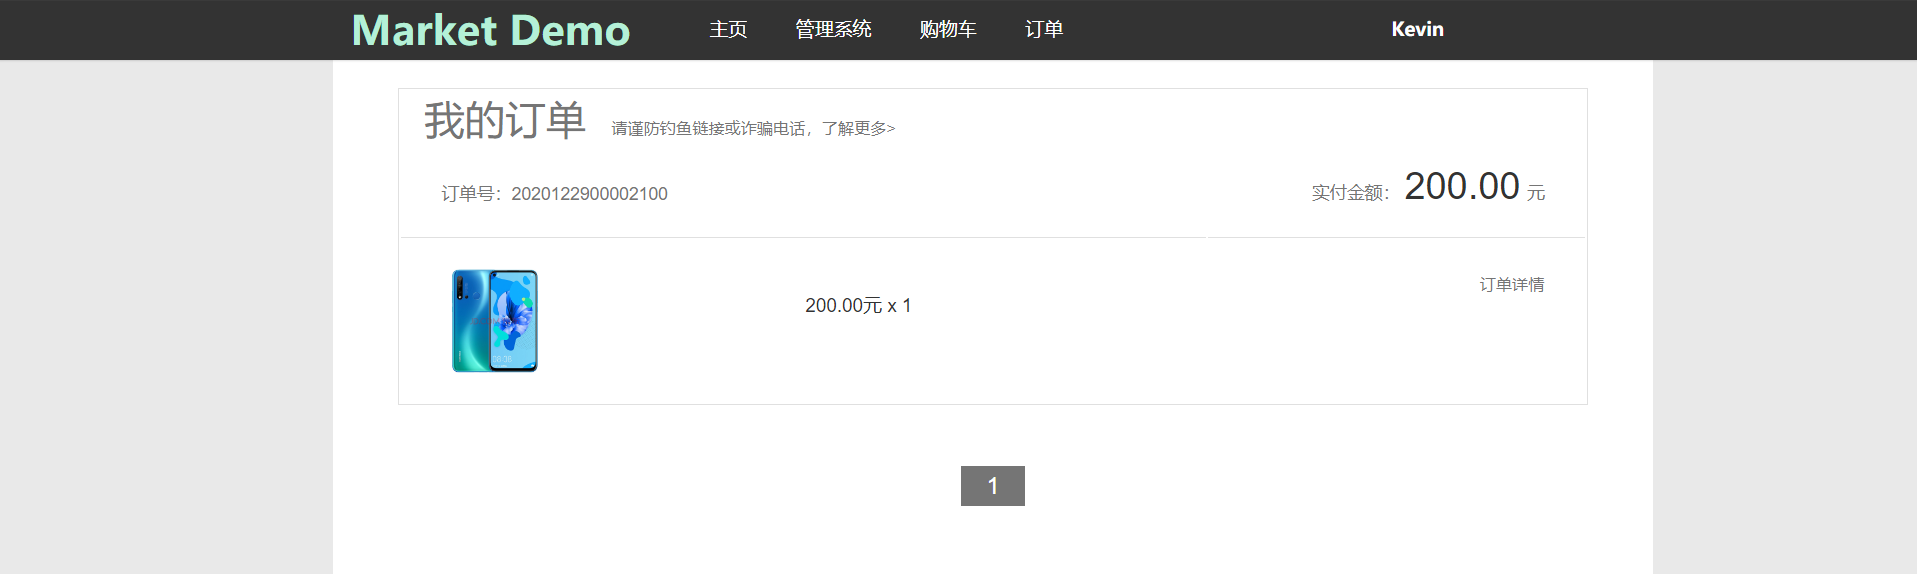 Market Demo 主页 管理系统 购物车 订单 Kevin
我的订单 请谨防钓鱼链接或诈骗电话，了解更多>
订单号：2020122900002100 实付金额： 200.00 元
200.00元 x 1 订单详情
08:08
1